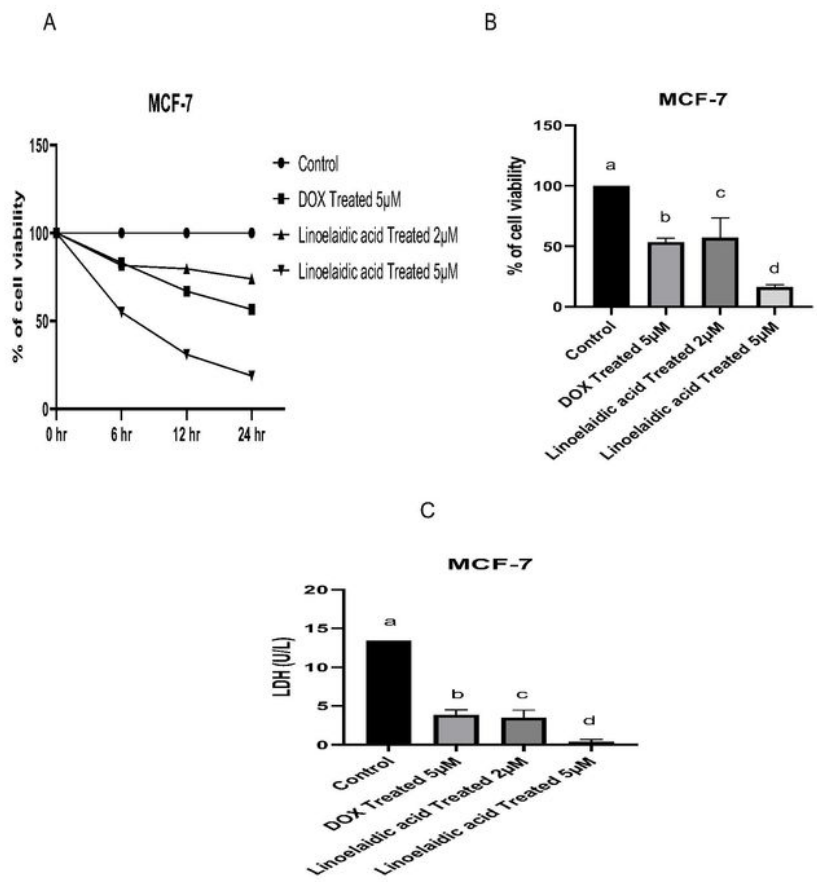 A
MCF-7
% of cell viability
150
100
50
0
0 hr
6 hr
12 hr
24 hr
Control
DOX Treated 5µM
Linoelaidic acid Treated 2µM
Linoelaidic acid Treated 5µM
B
MCF-7
% of cell viability
150
100
50
0
a
b
c
d
Control
DOX Treated 5µM
Linoelaidic acid Treated 2µM
Linoelaidic acid Treated 5µM
C
MCF-7
LDH (U/L)
20
15
10
5
0
a
b
c
d
Control
DOX Treated 5µM
Linoelaidic acid Treated 2µM
Linoelaidic acid Treated 5µM